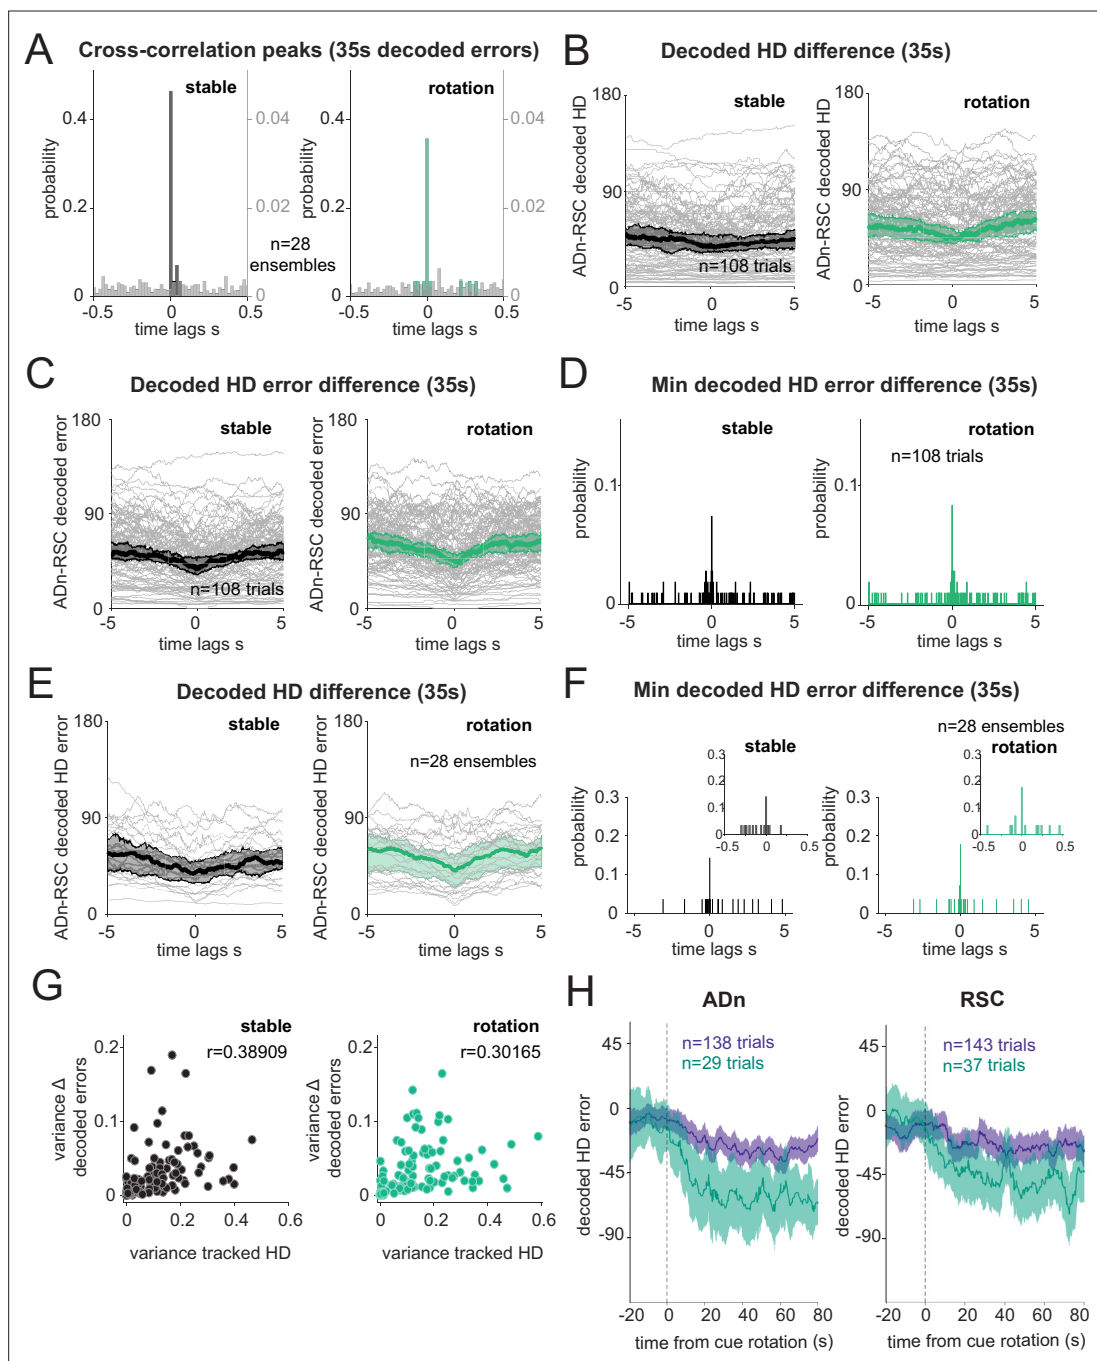 A
Cross-correlation peaks (35s decoded errors)
stable
rotation
probability
0.4
0.2
0
0.04
0.02
0
n=28
ensembles
-0.5
0
0.5
time lags s
probability
0.4
0.2
0
0.04
0.02
0
-0.5
0
0.5
time lags s
B
Decoded HD difference (35s)
stable
rotation
ADn-RSC decoded HD
180
90
0
n=108 trials
-5
0
5
time lags s
ADn-RSC decoded HD
180
90
0
-5
0
5
time lags s
C
Decoded HD error difference (35s)
stable
rotation
ADn-RSC decoded error
180
90
0
n=108 trials
-5
0
5
time lags s
ADn-RSC decoded error
180
90
0
-5
0
5
time lags s
D
Min decoded HD error difference (35s)
stable
rotation
n=108 trials
probability
0.1
0
-5
0
5
time lags s
probability
0.1
0
-5
0
5
time lags s
E
Decoded HD difference (35s)
stable
rotation
n=28 ensembles
ADn-RSC decoded HD error
180
90
0
-5
0
5
time lags s
ADn-RSC decoded HD error
180
90
0
-5
0
5
time lags s
F
Min decoded HD error difference (35s)
n=28 ensembles
stable
rotation
0.3
0.2
0.1
0
-0.5
0
0.5
probability
0.3
0.2
0.1
0
-5
0
5
time lags s
0.3
0.2
0.1
0
-0.5
0
0.5
probability
0.3
0.2
0.1
0
-5
0
5
time lags s
G
stable
r=0.38909
rotation
r=0.30165
variance Δ
decoded errors
0.2
0.1
0
0
0.2
0.4
0.6
variance tracked HD
variance Δ
decoded errors
0.2
0.1
0
0
0.2
0.4
0.6
variance tracked HD
H
ADn
RSC
n=138 trials
n=29 trials
decoded HD error
45
0
-45
-90
-20
0
20
40
60
80
time from cue rotation (s)
n=143 trials
n=37 trials
decoded HD error
45
0
-45
-90
-20
0
20
40
60
80
time from cue rotation (s)